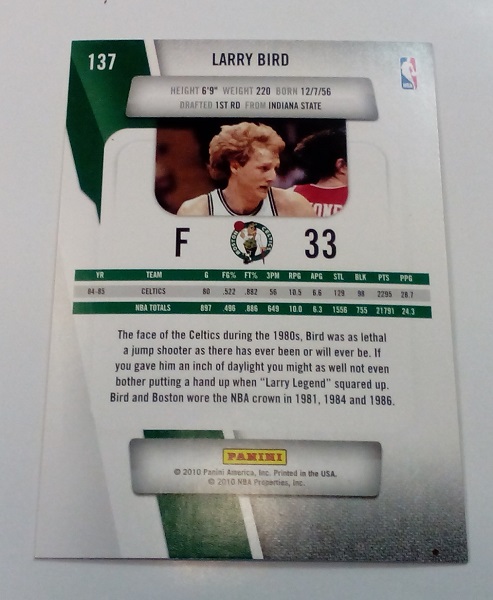 137
LARRY BIRD
HEIGHT 6'9" WEIGHT 220 BORN 12/7/56
DRAFTED 1ST RD FROM INDIANA STATE
F
BOSTON CELTICS
33
YR TEAM G FG% FT% 3PM RPG APG STL BLK PTS PPG
84-85 CELTICS 80 .522 .882 56 10.5 6.6 129 98 2295 28.7
NBA TOTALS 897 .496 .886 649 10.0 6.3 1556 755 21791 24.3
The face of the Celtics during the 1980s, Bird was as lethal
a jump shooter as there has ever been or will ever be. If
you gave him an inch of daylight you might as well not even
bother putting a hand up when "Larry Legend" squared up.
Bird and Boston wore the NBA crown in 1981, 1984 and 1986.
PANINI
© 2010 Panini America, Inc. Printed in the USA.
© 2010 NBA Properties, Inc.